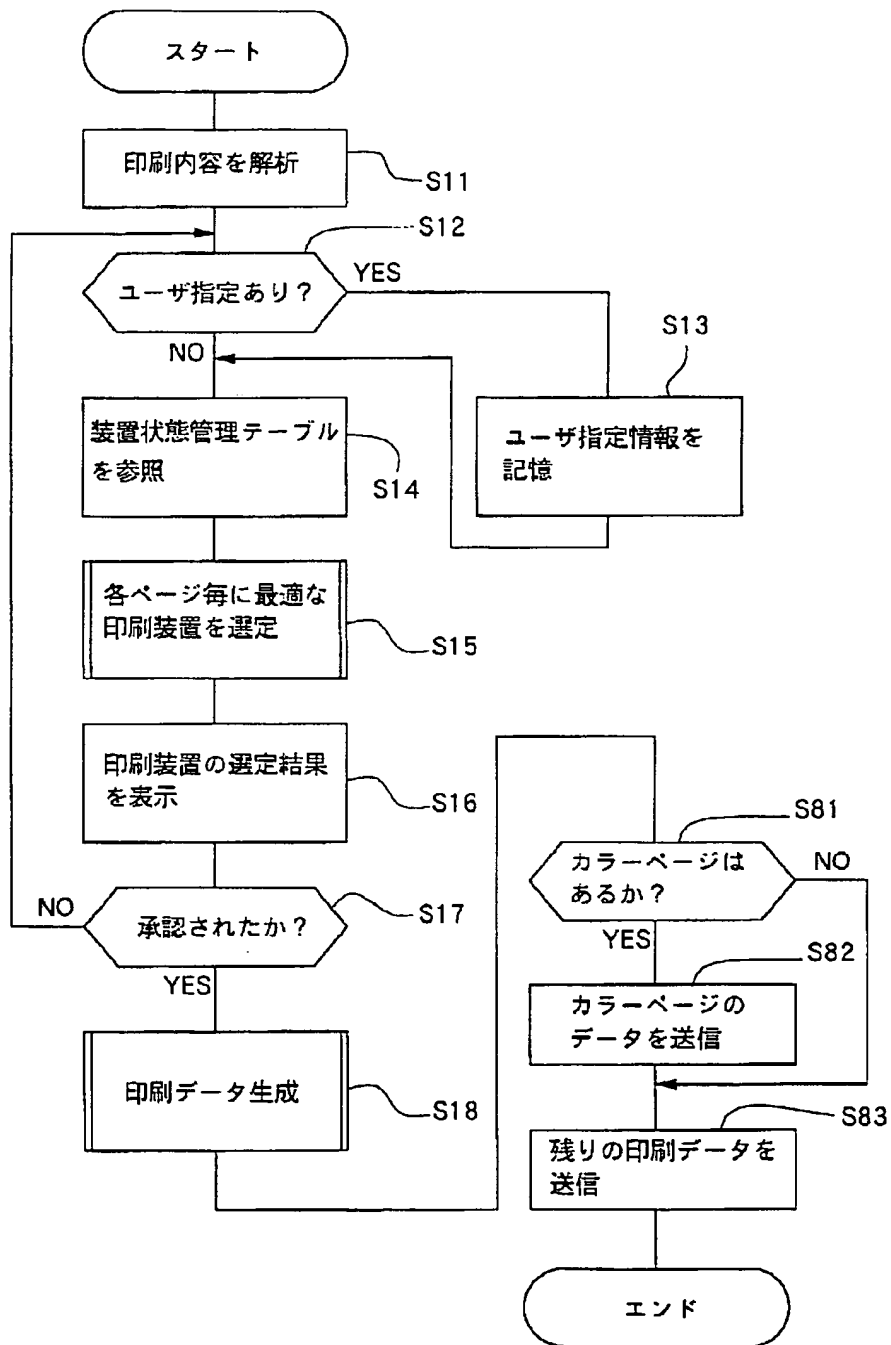 スタート
印刷内容を解析
S11
S12
ユーザ指定あり?
YES
NO
S13
ユーザ指定情報を
記憶
装置状態管理テーブル
を参照
S14
各ページ毎に最適な
印刷装置を選定
S15
印刷装置の選定結果
を表示
S16
承認されたか?
NO
S17
YES
印刷データ生成
S18
S81
カラーページは
あるか?
NO
YES
S82
カラーページの
データを送信
S83
残りの印刷データを
送信
エンド